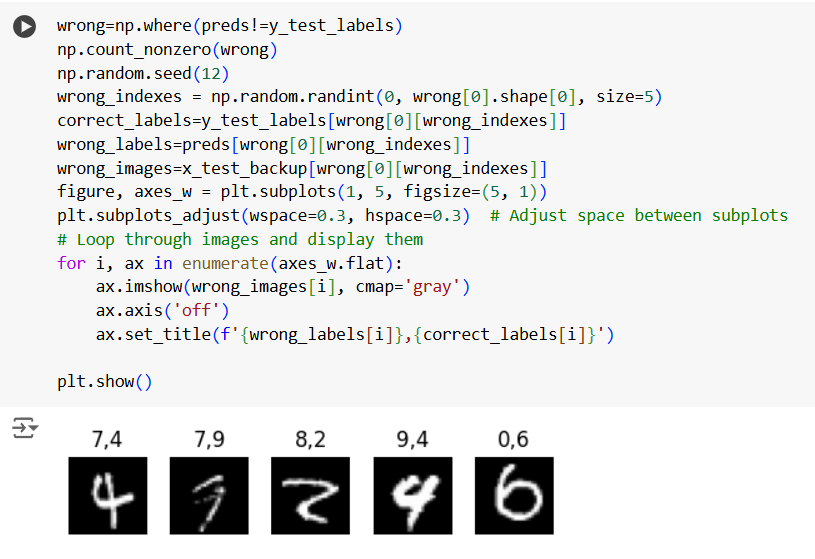 wrong=np.where(preds!=y_test_labels)
np.count_nonzero(wrong)
np.random.seed(12)
wrong_indexes = np.random.randint(0, wrong[0].shape[0], size=5)
correct_labels=y_test_labels[wrong[0][wrong_indexes]]
wrong_labels=preds[wrong[0][wrong_indexes]]
wrong_images=x_test_backup[wrong[0][wrong_indexes]]
figure, axes_w = plt.subplots(1, 5, figsize=(5, 1))
plt.subplots_adjust(wspace=0.3, hspace=0.3)  # Adjust space between subplots
# Loop through images and display them
for i, ax in enumerate(axes_w.flat):
    ax.imshow(wrong_images[i], cmap='gray')
    ax.axis('off')
    ax.set_title(f'{wrong_labels[i]},{correct_labels[i]}')
plt.show()
7,4 7,9 8,2 9,4 0,6
4 9 2 4 6